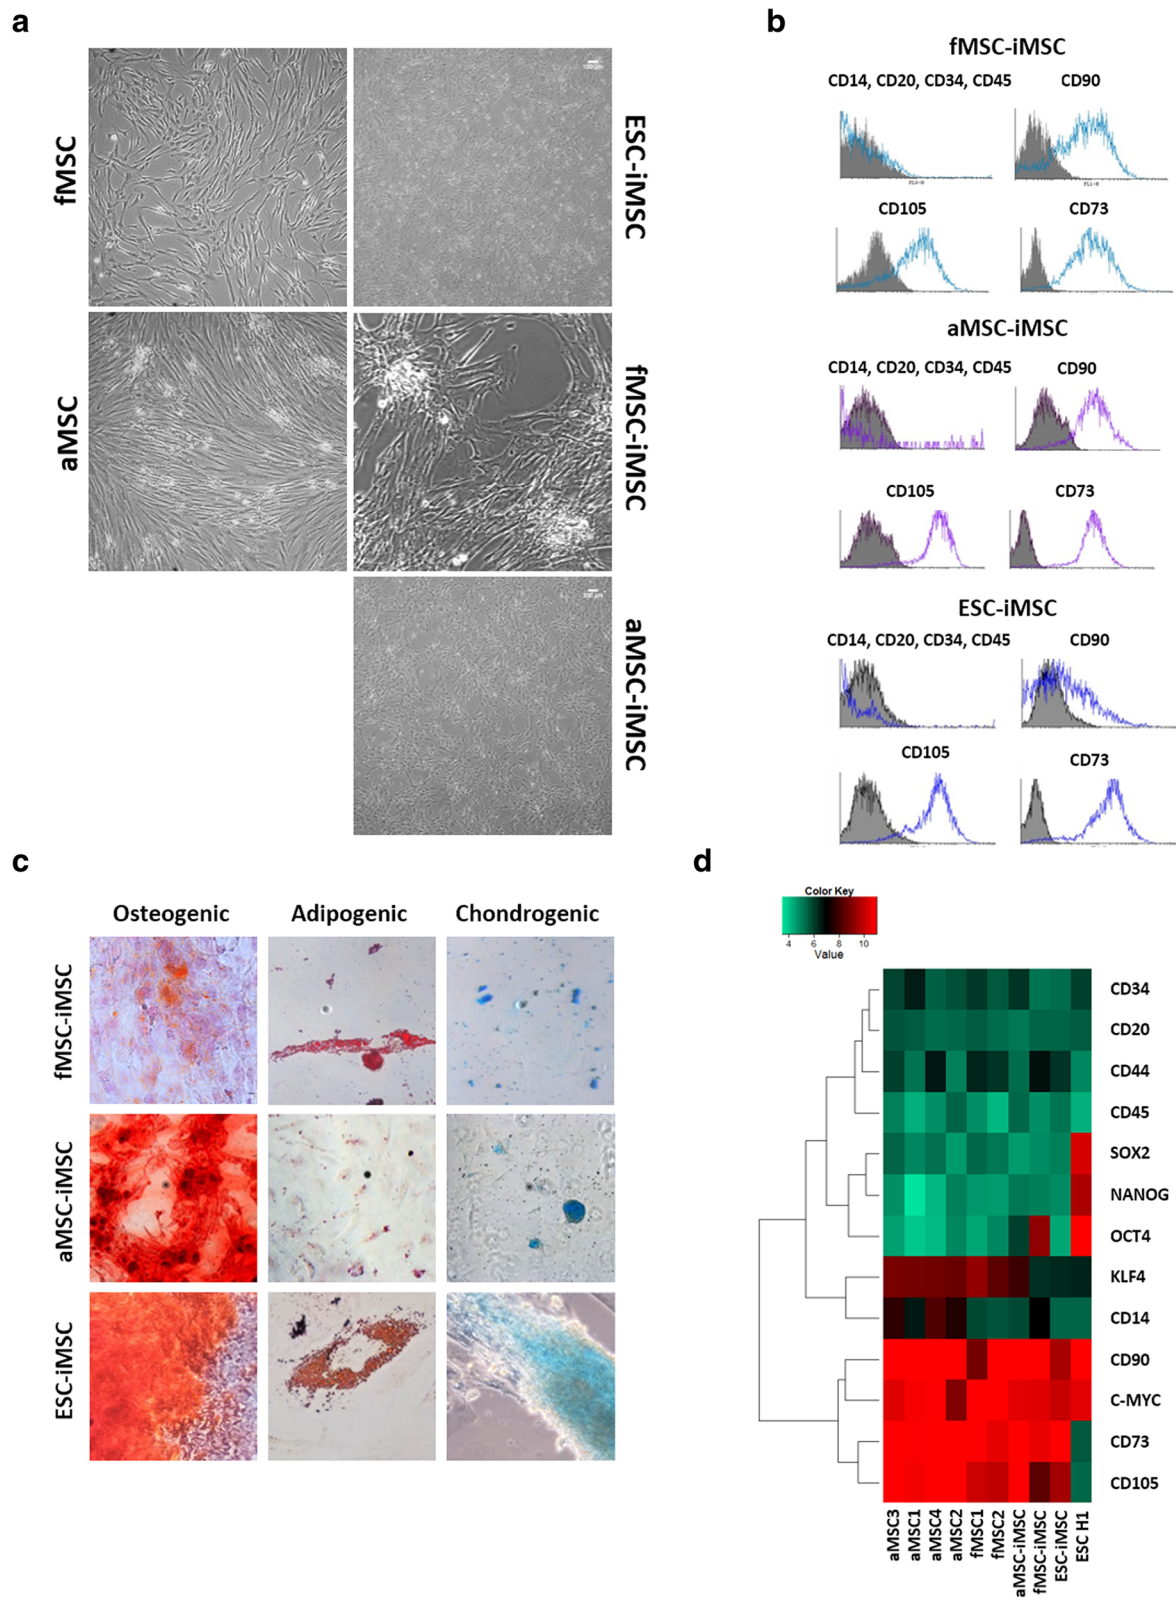 a
fMSC
ESC-iMSC
aMSC
fMSC-iMSC
aMSC-iMSC
b
fMSC-iMSC
CD14, CD20, CD34, CD45
CD90
CD105
CD73
aMSC-iMSC
CD14, CD20, CD34, CD45
CD90
CD105
CD73
ESC-iMSC
CD14, CD20, CD34, CD45
CD90
CD105
CD73
c
Osteogenic Adipogenic Chondrogenic
fMSC-iMSC
aMSC-iMSC
ESC-iMSC
d
Color Key
4 6 8 10
Value
CD34
CD20
CD44
CD45
SOX2
NANOG
OCT4
KLF4
CD14
CD90
C-MYC
CD73
CD105
aMSC3
aMSC1
aMSC4
aMSC2
fMSC1
fMSC2
aMSC-iMSC
fMSC-iMSC
ESC-iMSC
ESC H1